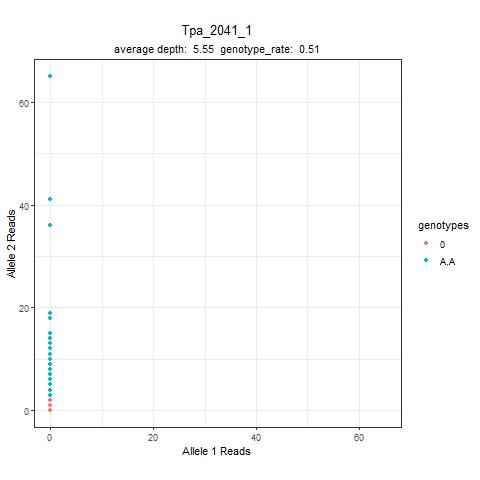 Tpa_2041_1
average depth: 5.55 genotype_rate: 0.51
60
40
20
0
0 20 40 60
Allele 2 Reads
Allele 1 Reads
genotypes
0
A,A